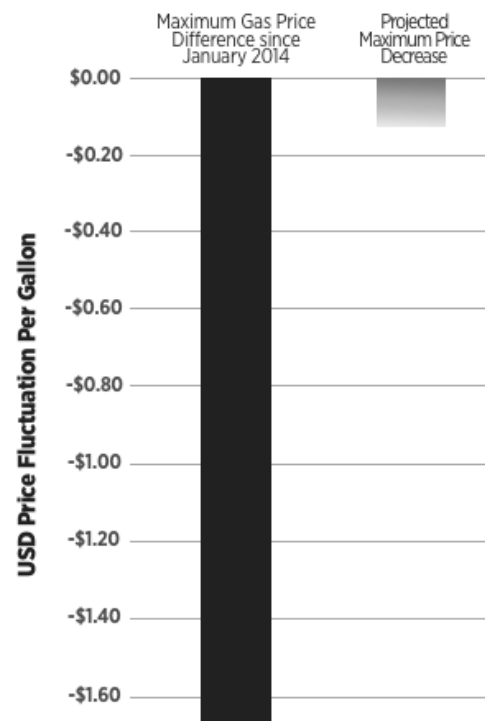 Maximum Gas Price
Difference since
January 2014
Projected
Maximum Price
Decrease
$0.00
-$0.20
-$0.40
-$0.60
-$0.80
-$1.00
-$1.20
-$1.40
-$1.60
USD Price Fluctuation Per Gallon